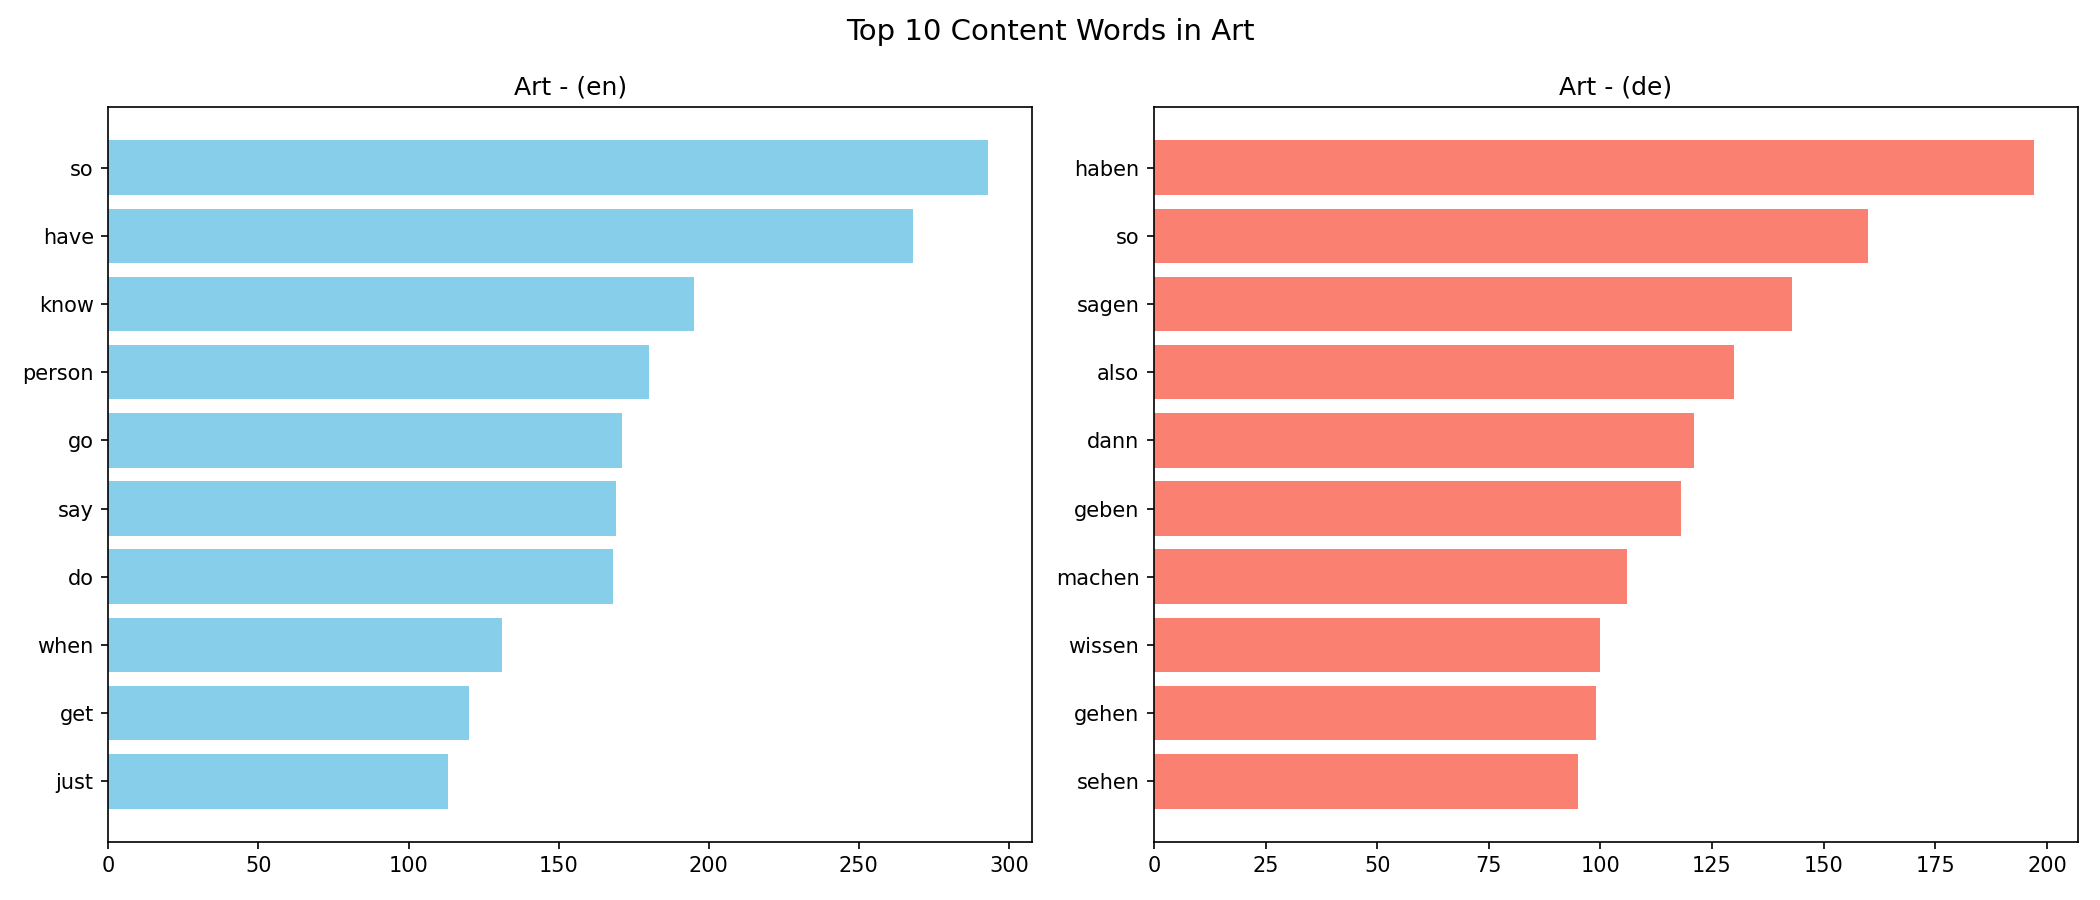 Top 10 Content Words in Art
Art - (en)
so
have
know
person
go
say
do
when
get
just
0 50 100 150 200 250 300
Art - (de)
haben
so
sagen
also
dann
geben
machen
wissen
gehen
sehen
0 25 50 75 100 125 150 175 200